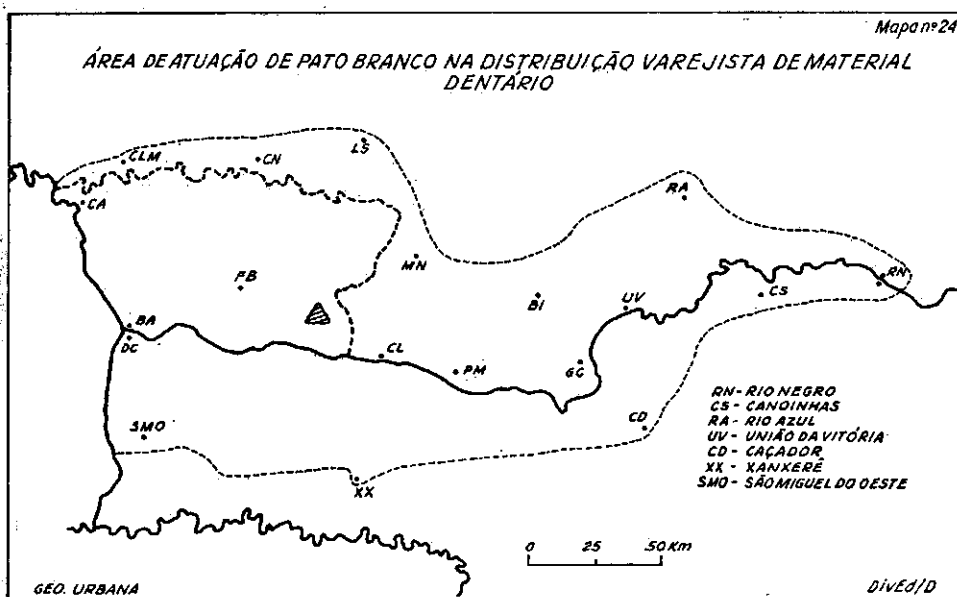 Mapa nº 24
ÁREA DE ATUAÇÃO DE PATO BRANCO NA DISTRIBUIÇÃO VAREJISTA DE MATERIAL
DENTÁRIO
LS
CLM
CN
RA
CA
MN
RN
FB
BI
UV
CS
BA
DC
CL
PM
GC
RN - RIO NEGRO
CS - CANOINHAS
RA - RIO AZUL
UV - UNIÃO DA VITÓRIA
CD - CAÇADOR
XX - XANXERÊ
SMO - SÃO MIGUEL DO OESTE
CD
SMO
XX
0 25 50 Km
GEO. URBANA
DivEd/D